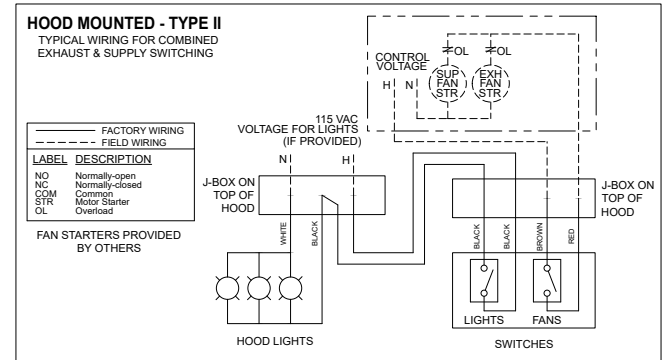 HOOD MOUNTED - TYPE II
TYPICAL WIRING FOR COMBINED
EXHAUST & SUPPLY SWITCHING
FACTORY WIRING
FIELD WIRING
LABEL DESCRIPTION
NO Normally-open
NC Normally-closed
COM Common
STR Motor Starter
OL Overload
FAN STARTERS PROVIDED
BY OTHERS
CONTROL
VOLTAGE
H N
OL OL
SUP
FAN
STR
EXH
FAN
STR
115 VAC
VOLTAGE FOR LIGHTS
(IF PROVIDED)
N H
J-BOX ON
TOP OF
HOOD
WHITE
BLACK
HOOD LIGHTS
J-BOX ON
TOP OF
HOOD
BLACK
BLACK
BROWN
RED
LIGHTS FANS
SWITCHES